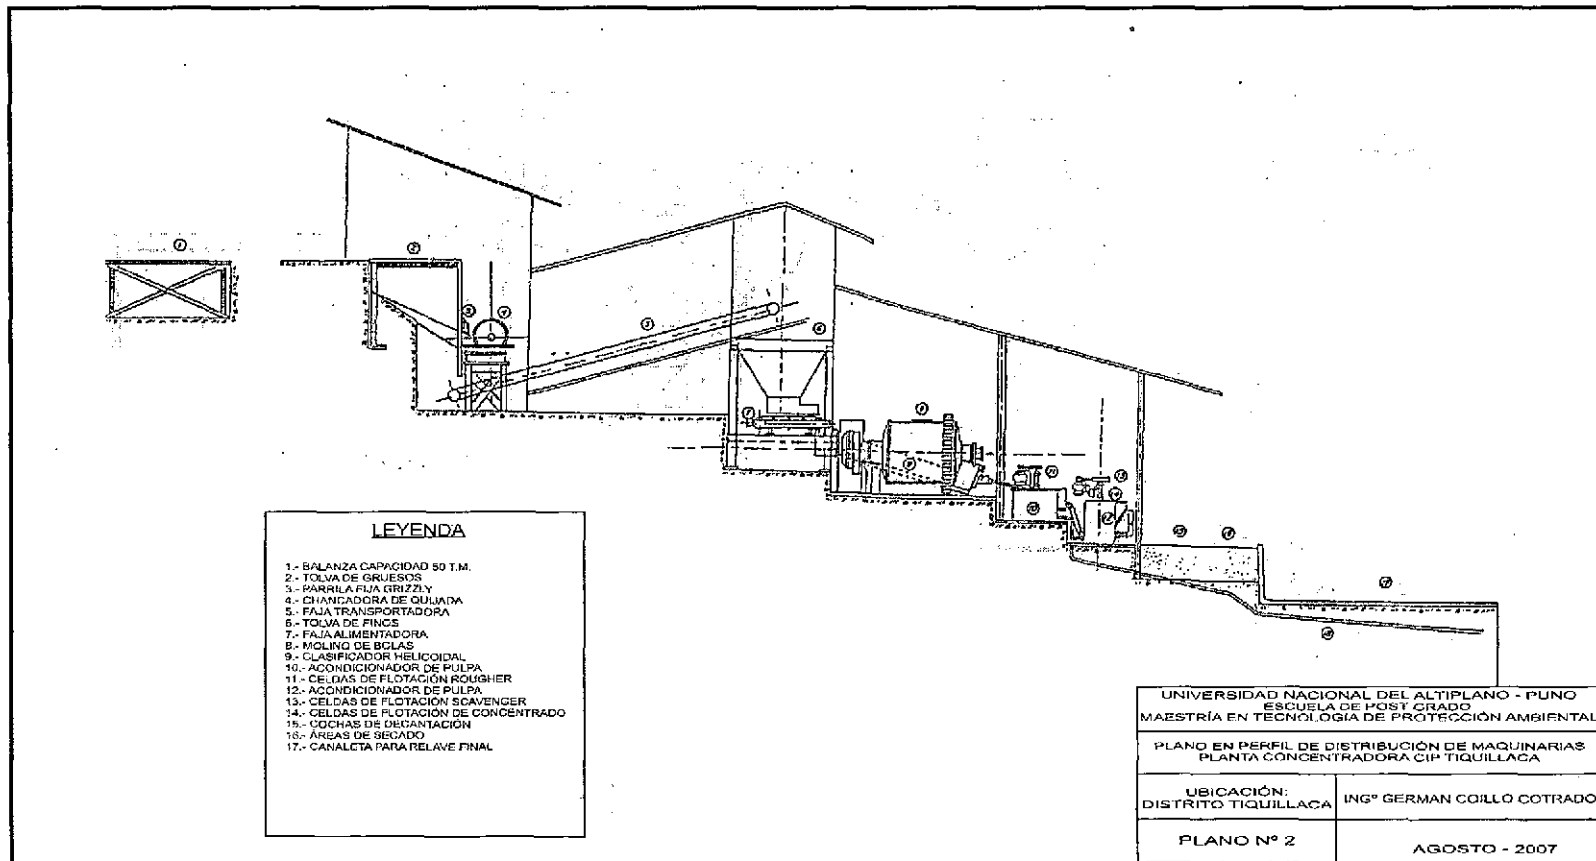 LEYENDA
1.- BALANZA CAPACIDAD 50 T.M.
2.- TOLVA DE GRUESOS
3.- PARRILA FIJA GRIZZLY
4.- CHANCADORA DE QUIJADA
5.- FAJA TRANSPORTADORA
6.- TOLVA DE FINOS
7.- FAJA ALIMENTADORA
8.- MOLINO DE BOLAS
9.- CLASIFICADOR HELICOIDAL
10.- ACONDICIONADOR DE PULPA
11.- CELDAS DE FLOTACIÓN ROUGHER
12.- ACONDICIONADOR DE PULPA
13.- CELDAS DE FLOTACIÓN SCAVENGER
14.- CELDAS DE FLOTACIÓN DE CONCENTRADO
15.- COCHAS DE DECANTACIÓN
16.- ÁREAS DE SECADO
17.- CANALETA PARA RELAVE FINAL
UNIVERSIDAD NACIONAL DEL ALTIPLANO - PUNO
ESCUELA DE POST GRADO
MAESTRÍA EN TECNOLOGÍA DE PROTECCIÓN AMBIENTAL
PLANO EN PERFIL DE DISTRIBUCIÓN DE MAQUINARIAS
PLANTA CONCENTRADORA CIP TIQUILLACA
UBICACIÓN:
DISTRITO TIQUILLACA
INGº GERMAN COILLO COTRADO
PLANO Nº 2
AGOSTO - 2007